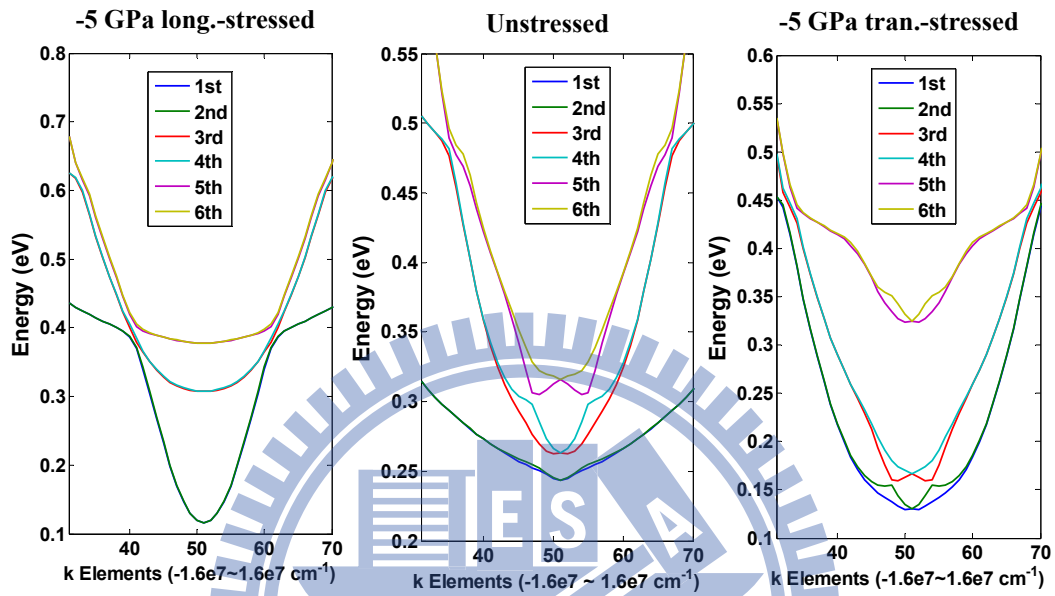 -5 GPa long.-stressed
Unstressed
-5 GPa tran.-stressed
Energy (eV)
0.8
0.7
0.6
0.5
0.4
0.3
0.2
0.1
1st
2nd
3rd
4th
5th
6th
40 50 60 70
k Elements (-1.6e7~1.6e7 cm-1)
Energy (eV)
0.55
0.5
0.45
0.4
0.35
0.3
0.25
0.2
1st
2nd
3rd
4th
5th
6th
40 50 60 70
k Elements (-1.6e7 ~ 1.6e7 cm-1)
Energy (eV)
0.6
0.55
0.5
0.45
0.4
0.35
0.3
0.25
0.2
0.15
0.1
1st
2nd
3rd
4th
5th
6th
40 50 60 70
k Elements (-1.6e7~1.6e7 cm-1)
E S A